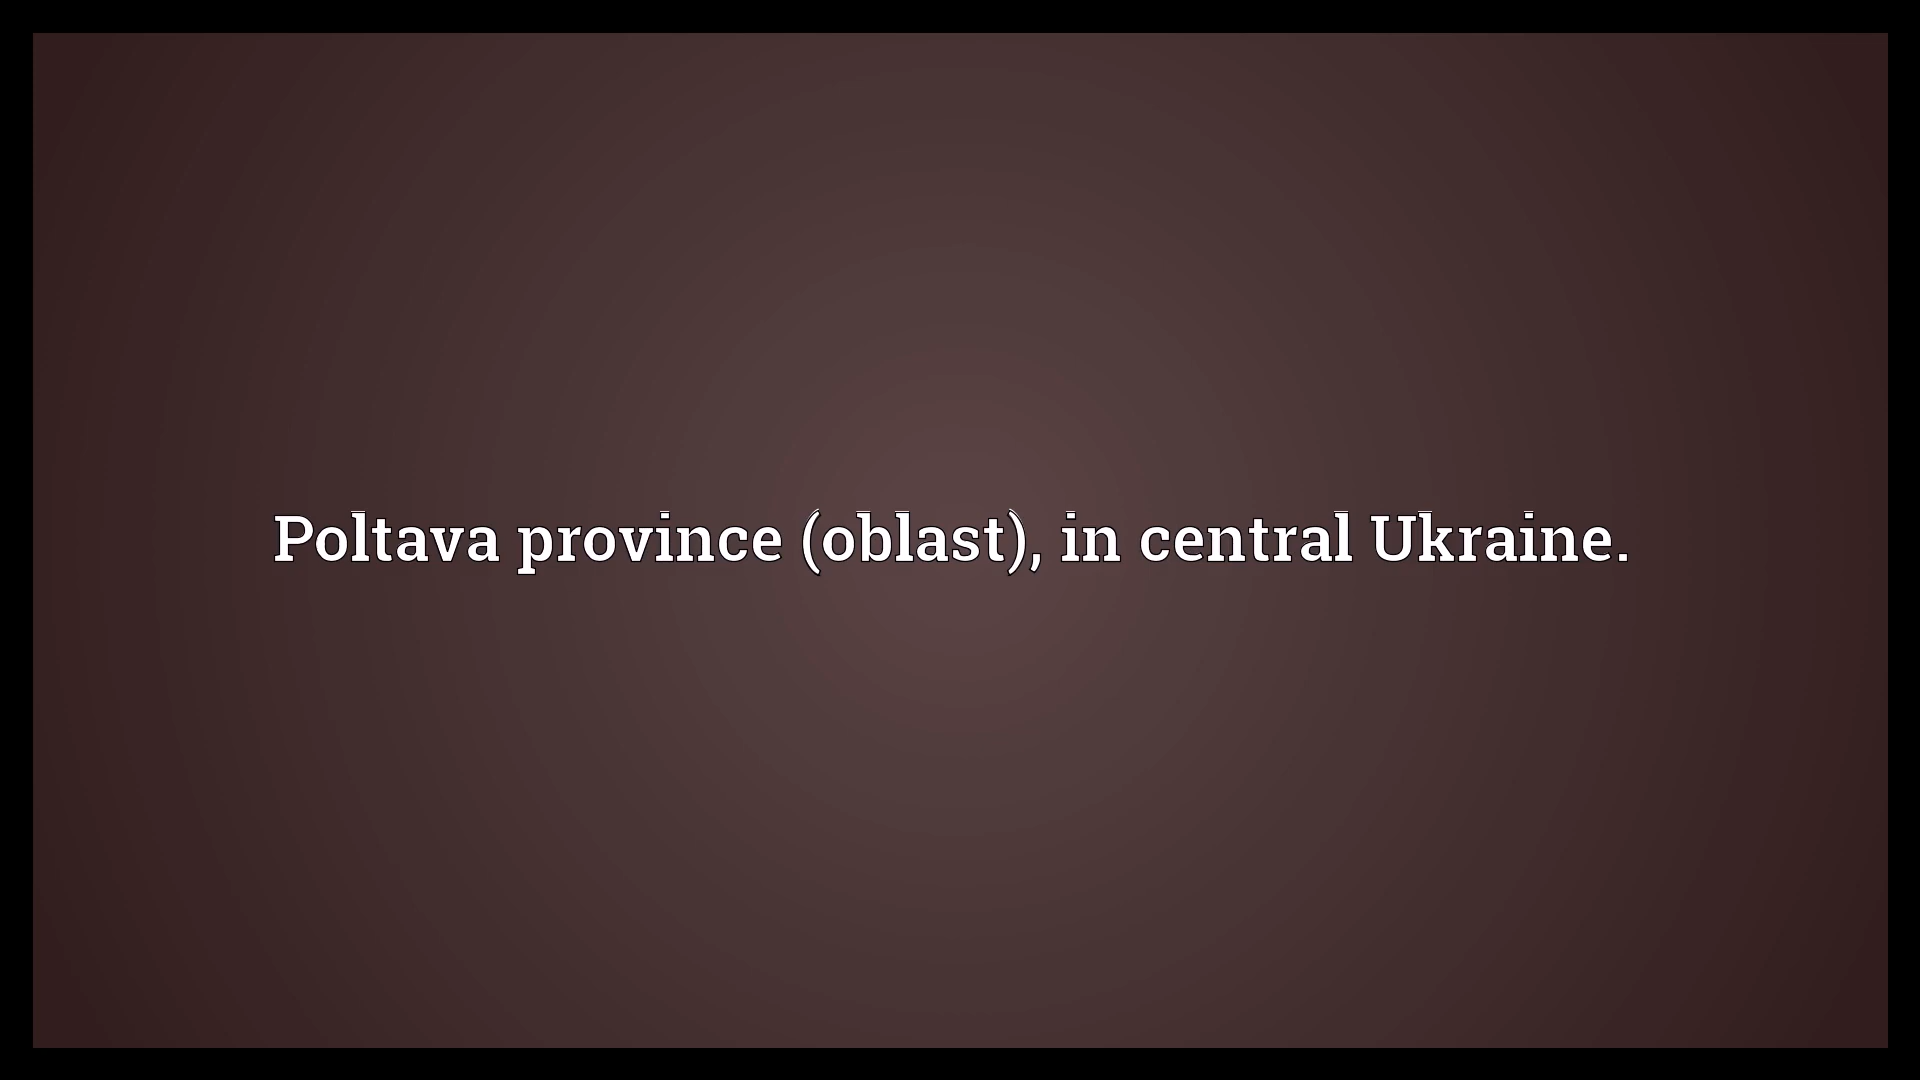 Poltava province (oblast), in central Ukraine.